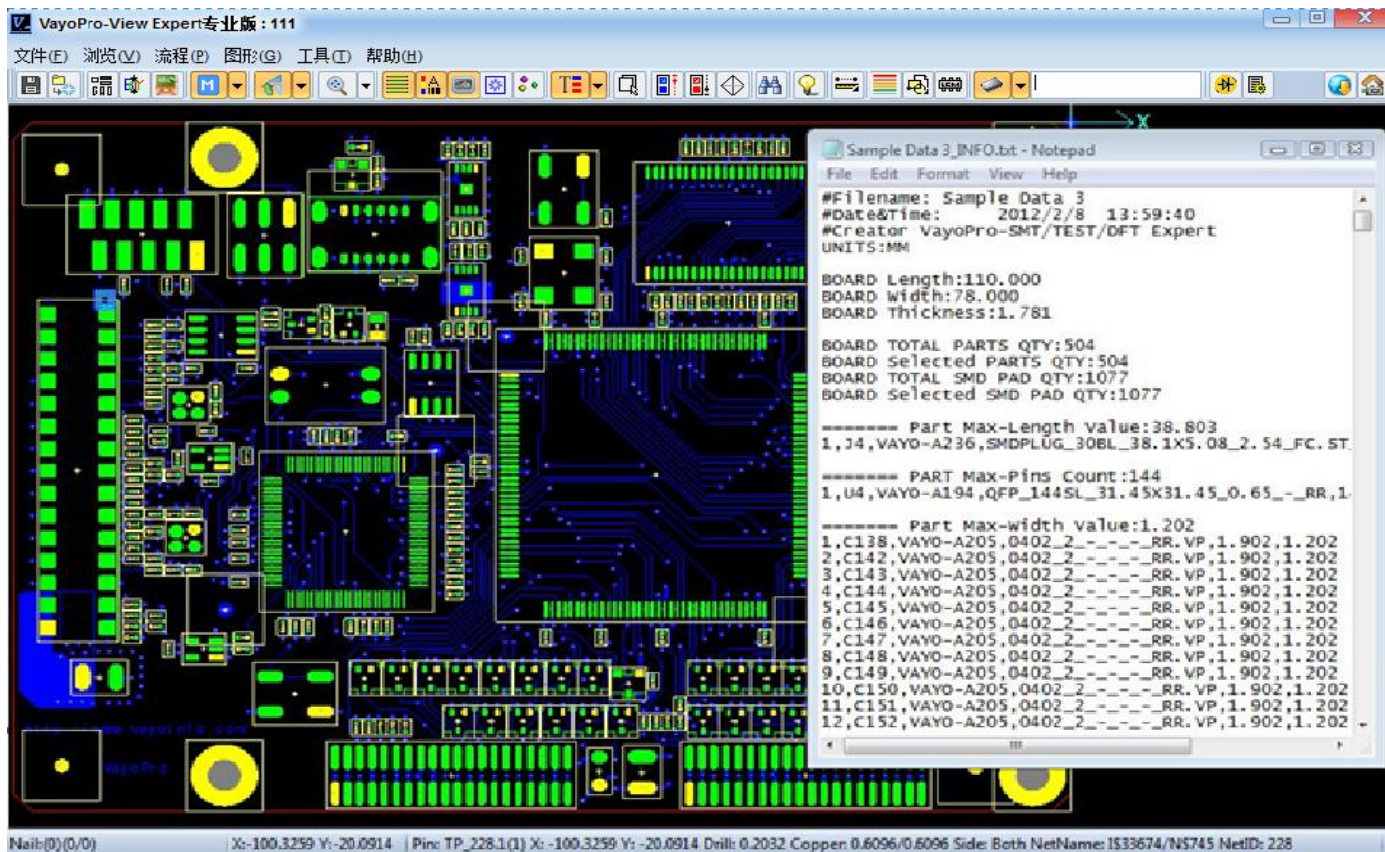 VayoPro-View Expert专业版 : 111
文件(F) 浏览(V) 流程(P) 图形(G) 工具(T) 帮助(H)
X
Sample Data 3_INFO.txt - Notepad
File Edit Format View Help
#Filename: Sample Data 3
#Date&Time: 2012/2/8 13:59:40
#Creator VayoPro-SMT/TEST/DFT Expert
UNITS:MM
BOARD Length:110.000
BOARD Width:78.000
BOARD Thickness:1.781
BOARD TOTAL PARTS QTY:504
BOARD Selected PARTS QTY:504
BOARD TOTAL SMD PAD QTY:1077
BOARD Selected SMD PAD QTY:1077
------- Part Max-Length Value:38.803
1,J4,VAYO-A236,SMDPLUG_30BL_38.1X5.08_2.54_FC.ST
------- PART Max-Pins Count:144
1,U4,VAYO-A194,QFP_144SL_31.45X31.45_0.65_-_RR,1
------- Part Max-Width Value:1.202
1,C138,VAYO-A205,0402_2_-_-_-_-_RR.VP,1.902,1.202
2,C142,VAYO-A205,0402_2_-_-_-_-_RR.VP,1.902,1.202
3,C143,VAYO-A205,0402_2_-_-_-_-_RR.VP,1.902,1.202
4,C144,VAYO-A205,0402_2_-_-_-_-_RR.VP,1.902,1.202
5,C145,VAYO-A205,0402_2_-_-_-_-_RR.VP,1.902,1.202
6,C146,VAYO-A205,0402_2_-_-_-_-_RR.VP,1.902,1.202
7,C147,VAYO-A205,0402_2_-_-_-_-_RR.VP,1.902,1.202
8,C148,VAYO-A205,0402_2_-_-_-_-_RR.VP,1.902,1.202
9,C149,VAYO-A205,0402_2_-_-_-_-_RR.VP,1.902,1.202
10,C150,VAYO-A205,0402_2_-_-_-_-_RR.VP,1.902,1.202
11,C151,VAYO-A205,0402_2_-_-_-_-_RR.VP,1.902,1.202
12,C152,VAYO-A205,0402_2_-_-_-_-_RR.VP,1.902,1.202
http://www.vayoinfo.com
VayoPro
Nail:(0)(0/0) X:-100.3259 Y:-20.0914 Pin: TP_228.1(1) X: -100.3259 Y: -20.0914 Drill: 0.2032 Copper: 0.6096/0.6096 Side: Both NetName: 1$33674/N$745 NetID: 228